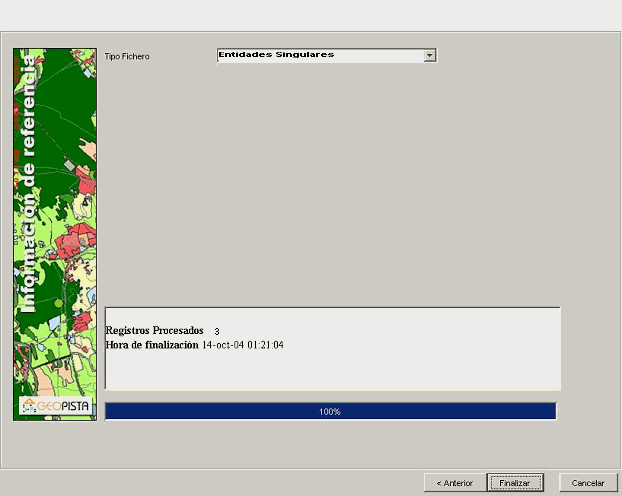 Tipo Fichero
Entidades Singulares
Información de referencia
Registros Procesados 3
Hora de finalización 14-oct-04 01:21:04
GEOPISTA
100%
< Anterior
Finalizar
Cancelar